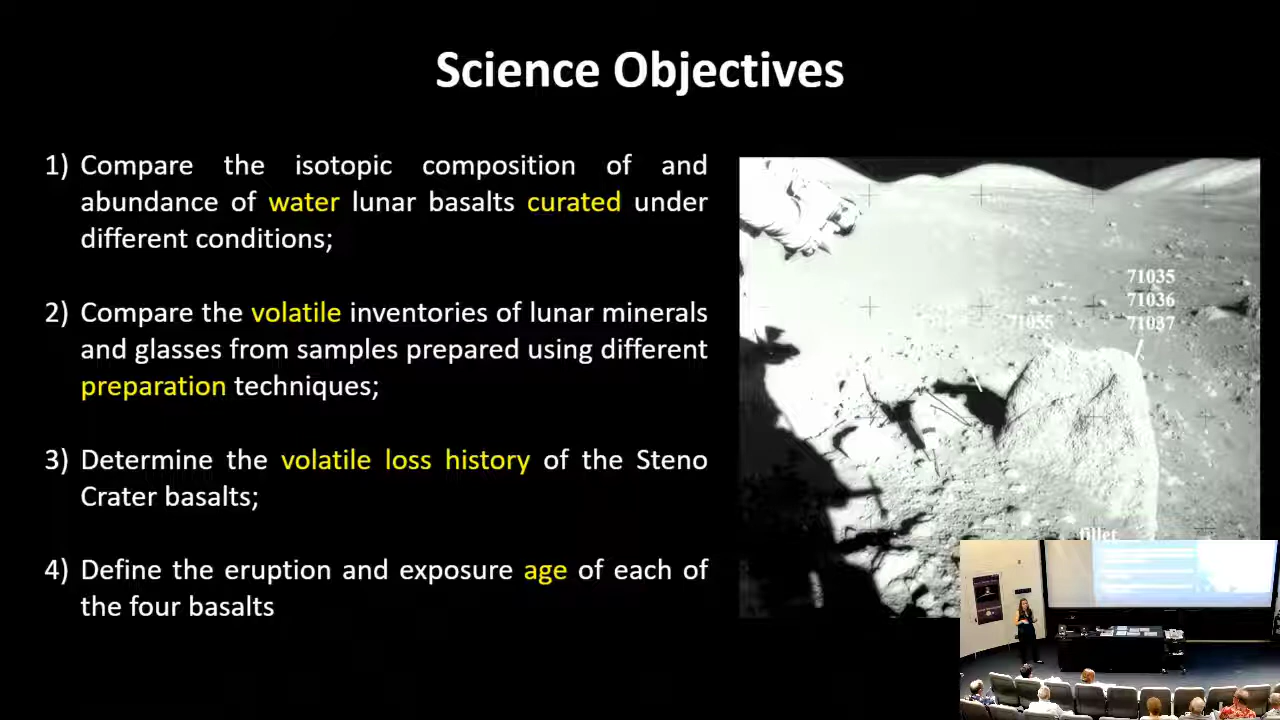 Science Objectives
1) Compare the isotopic composition of and
abundance of water lunar basalts curated under
different conditions;
2) Compare the volatile inventories of lunar minerals
and glasses from samples prepared using different
preparation techniques;
3) Determine the volatile loss history of the Steno
Crater basalts;
4) Define the eruption and exposure age of each of
the four basalts
71035
71036
71055
71037
fillet